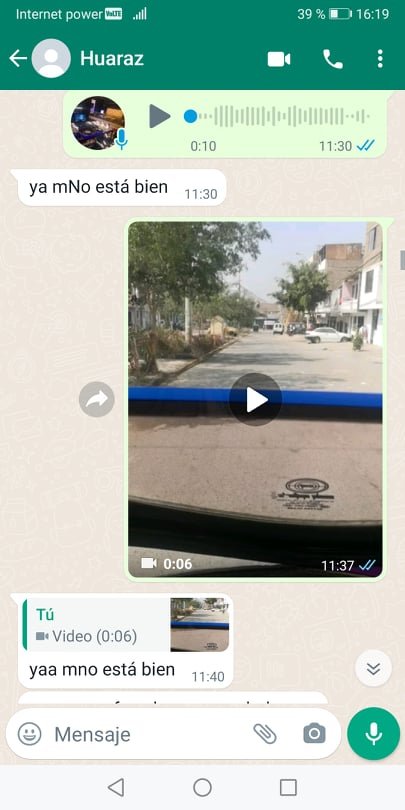 Internet power VoLTE 39 % 16:19
Huaraz
0:10 11:30
ya mNo está bien 11:30
0:06 11:37
Tú
Video (0:06)
yaa mno está bien 11:40
Mensaje